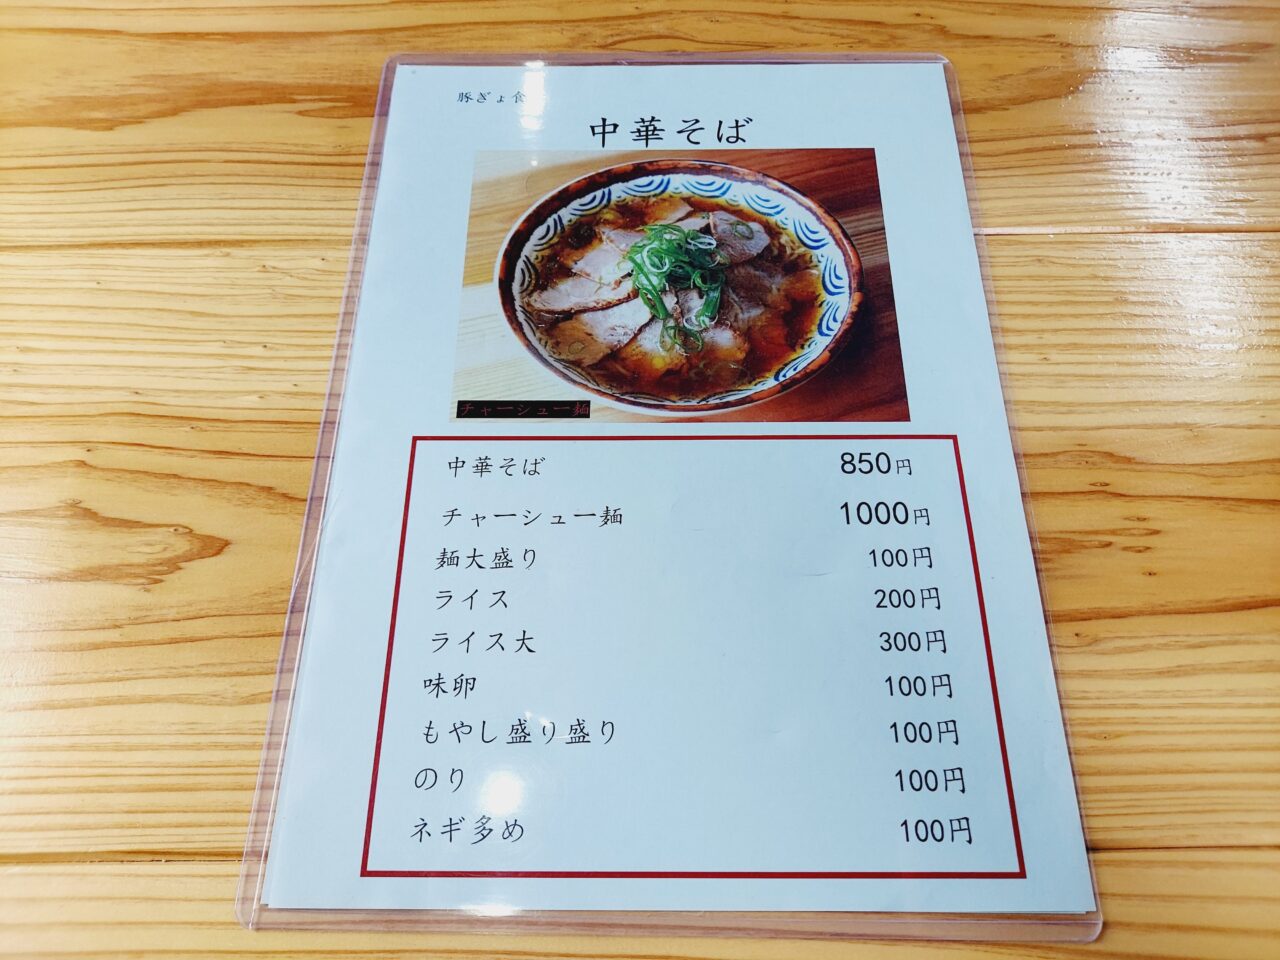 豚ぎょ食
中華そば
チャーシュー麺
中華そば 850円
チャーシュー麺 1000円
麺大盛り 100円
ライス 200円
ライス大 300円
味卵 100円
もやし盛り盛り 100円
のり 100円
ネギ多め 100円